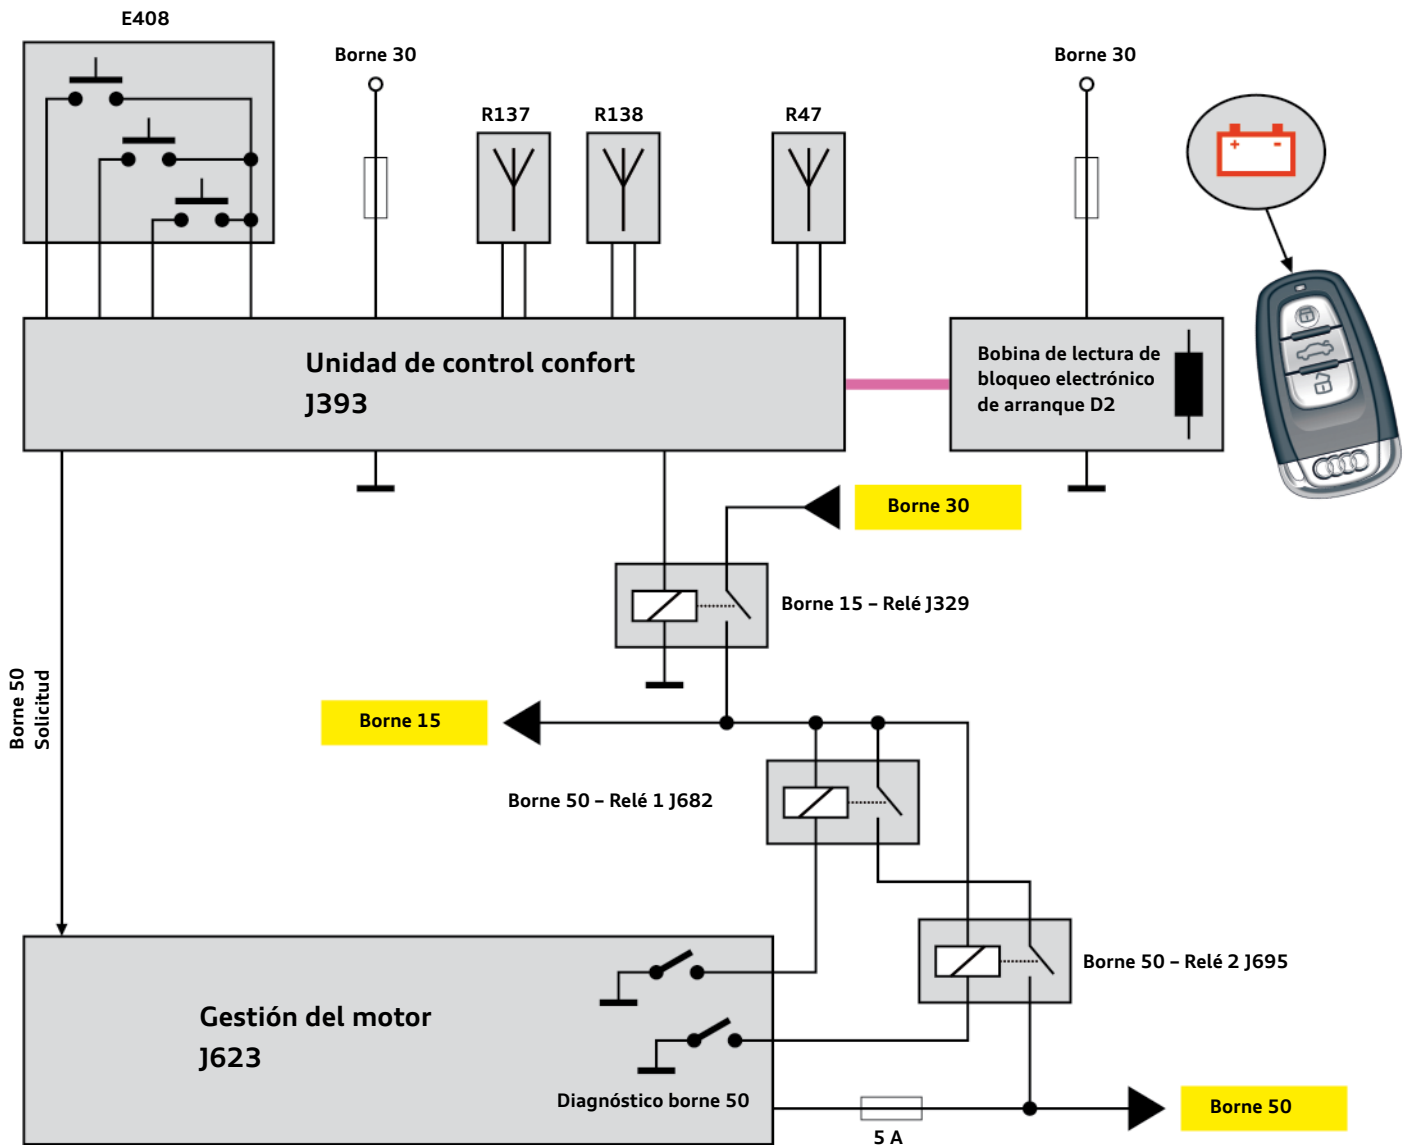 E408
Borne 30
Borne 30
R137
R138
R47
+ -
Unidad de control confort
J393
Bobina de lectura de
bloqueo electrónico
de arranque D2
Borne 30
Borne 15 – Relé J329
Borne 50
Solicitud
Borne 15
Borne 50 – Relé 1 J682
Borne 50 – Relé 2 J695
Gestión del motor
J623
Diagnóstico borne 50
Borne 50
5 A